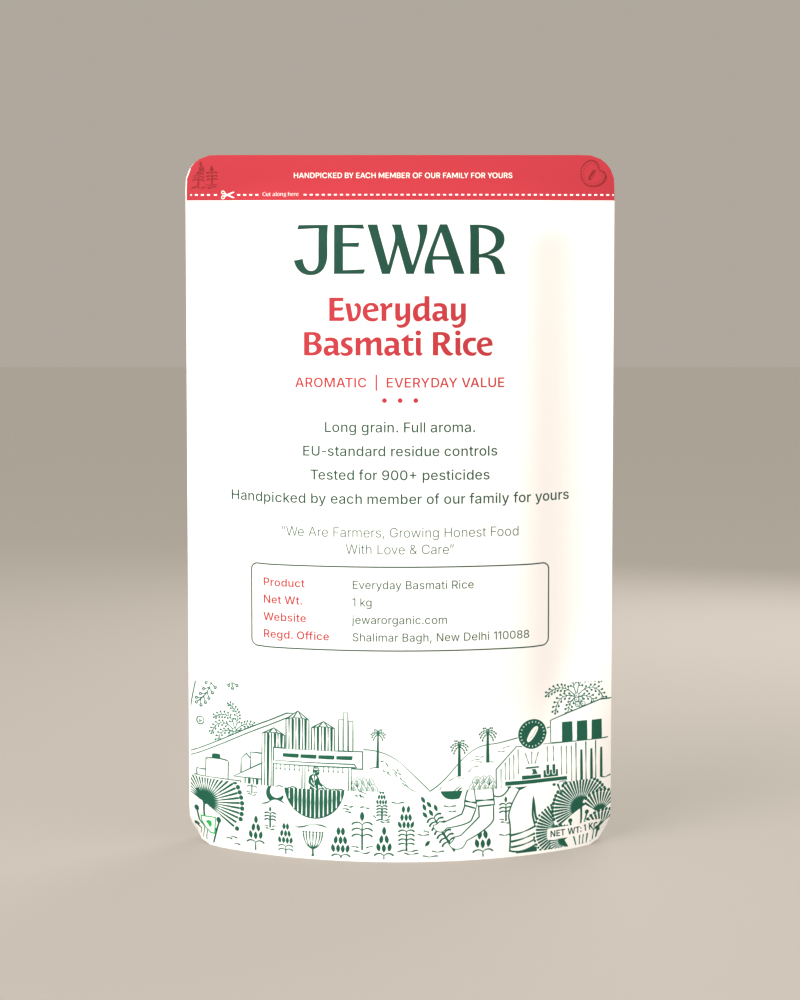 HANDPICKED BY EACH MEMBER OF OUR FAMILY FOR YOURS
Cut along here
JEWAR
Everyday
Basmati Rice
AROMATIC | EVERYDAY VALUE
Long grain. Full aroma.
EU-standard residue controls
Tested for 900+ pesticides
Handpicked by each member of our family for yours
"We Are Farmers, Growing Honest Food
With Love & Care"
Product Everyday Basmati Rice
Net Wt. 1 kg
Website jewarorganic.com
Regd. Office Shalimar Bagh, New Delhi 110088
NET WT: 1 KG